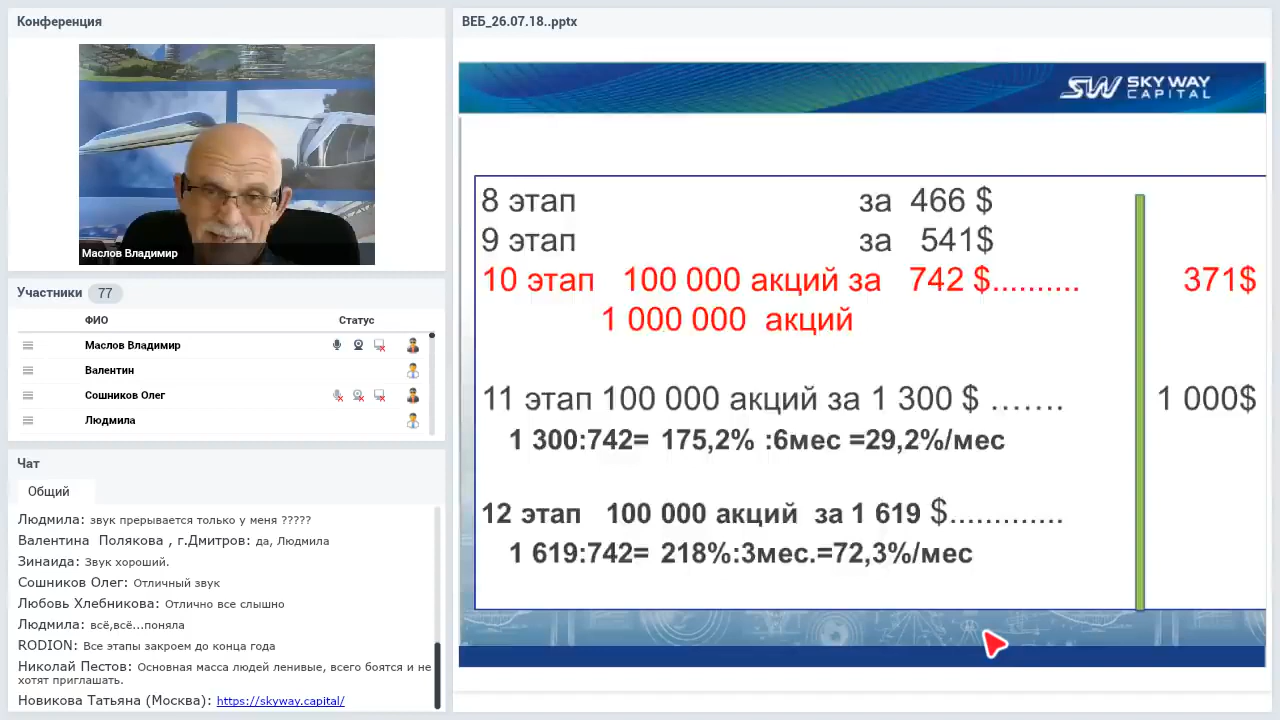 Конференция
Маслов Владимир
Участники 77
ФИО Статус
Маслов Владимир
Валентин
Сошников Олег
Людмила
Чат
Общий
Людмила: звук прерывается только у меня ?????
Валентина Полякова , г.Дмитров: да, Людмила
Зинаида: Звук хороший.
Сошников Олег: Отличный звук
Любовь Хлебникова: Отлично все слышно
Людмила: всё,всё...поняла
RODION: Все этапы закроем до конца года
Николай Пестов: Основная масса людей ленивые, всего боятся и не
хотят приглашать.
Новикова Татьяна (Москва): https://skyway.capital/
ВЕБ_26.07.18..pptx
SW SKY WAY
CAPITAL
8 этап за 466 $
9 этап за 541$
10 этап 100 000 акций за 742 $.......... 371$
1 000 000 акций
11 этап 100 000 акций за 1 300 $ ....... 1 000$
1 300:742= 175,2% :6мес =29,2%/мес
12 этап 100 000 акций за 1 619 $.............
1 619:742= 218%:3мес.=72,3%/мес